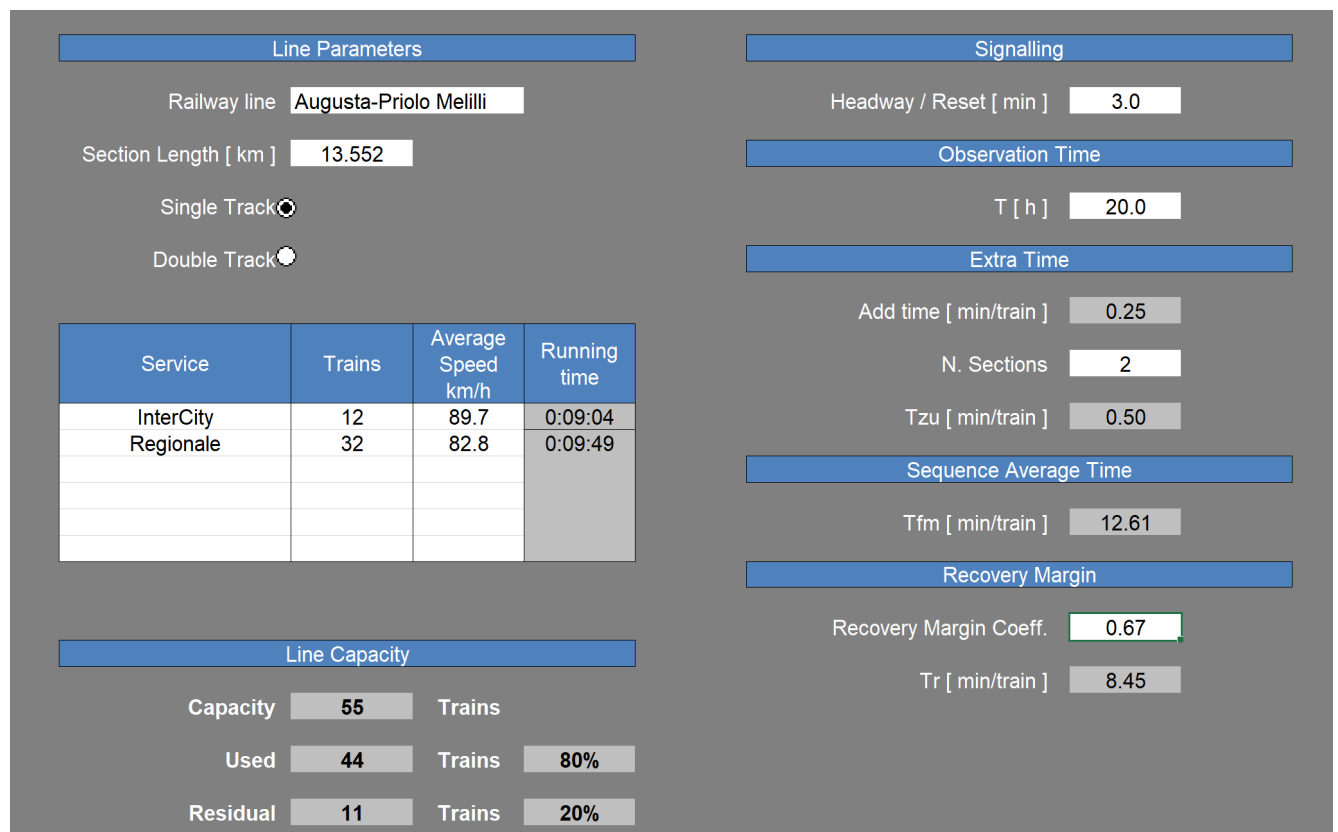 Line Parameters
Railway line Augusta-Priolo Melilli
Section Length [ km ] 13.552
Single Track
Double Track
Service Trains Average Speed km/h Running time
InterCity 12 89.7 0:09:04
Regionale 32 82.8 0:09:49
Line Capacity
Capacity 55 Trains
Used 44 Trains 80%
Residual 11 Trains 20%
Signalling
Headway / Reset [ min ] 3.0
Observation Time
T [ h ] 20.0
Extra Time
Add time [ min/train ] 0.25
N. Sections 2
Tzu [ min/train ] 0.50
Sequence Average Time
Tfm [ min/train ] 12.61
Recovery Margin
Recovery Margin Coeff. 0.67
Tr [ min/train ] 8.45